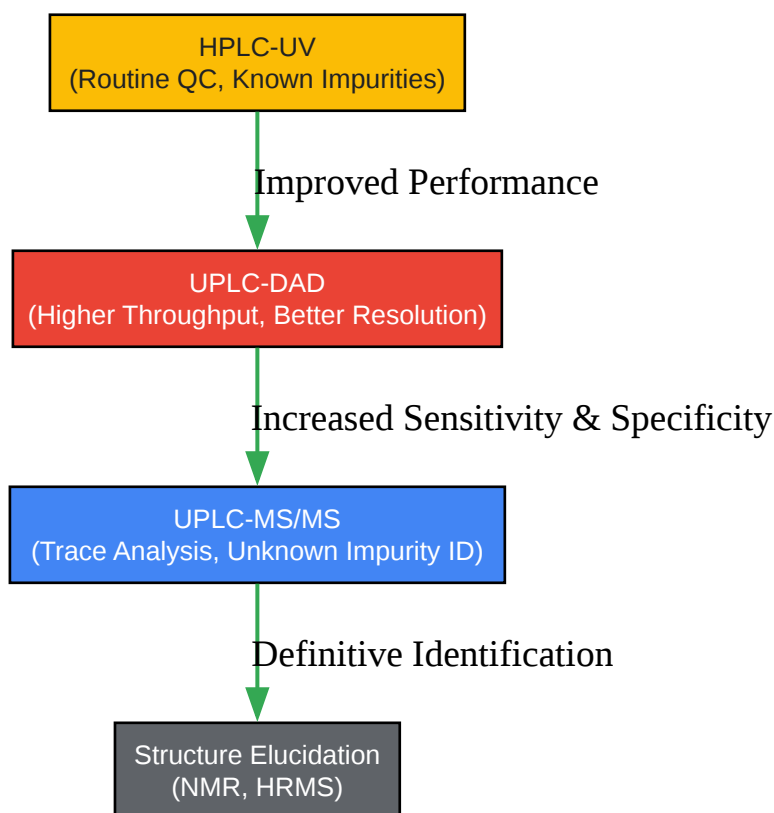 HPLC-UV
(Routine QC, Known Impurities)
Improved Performance
UPLC-DAD
(Higher Throughput, Better Resolution)
Increased Sensitivity & Specificity
UPLC-MS/MS
(Trace Analysis, Unknown Impurity ID)
Definitive Identification
Structure Elucidation
(NMR, HRMS)